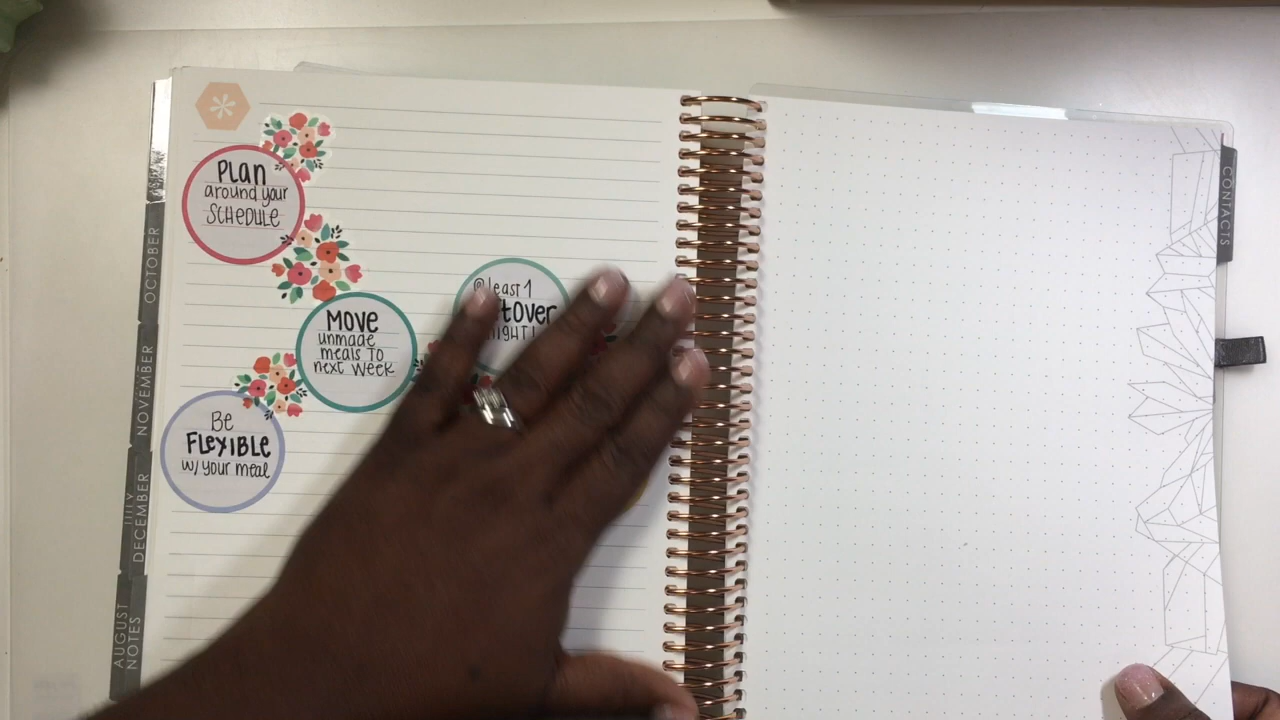 PLAN
around your
SCHEDULE
MOVE
unmade
meals to
next week
Be
FLEXIBLE
w/ your meal
@least 1
OCTOBER
NOVEMBER
DECEMBER
AUGUST
NOTES
CONTACTS